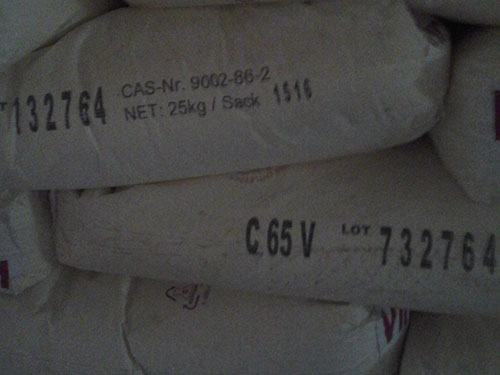 CAS-Nr. 9002-86-2
132764 NET: 25kg / Sack 1516
C 65 V LOT 732764